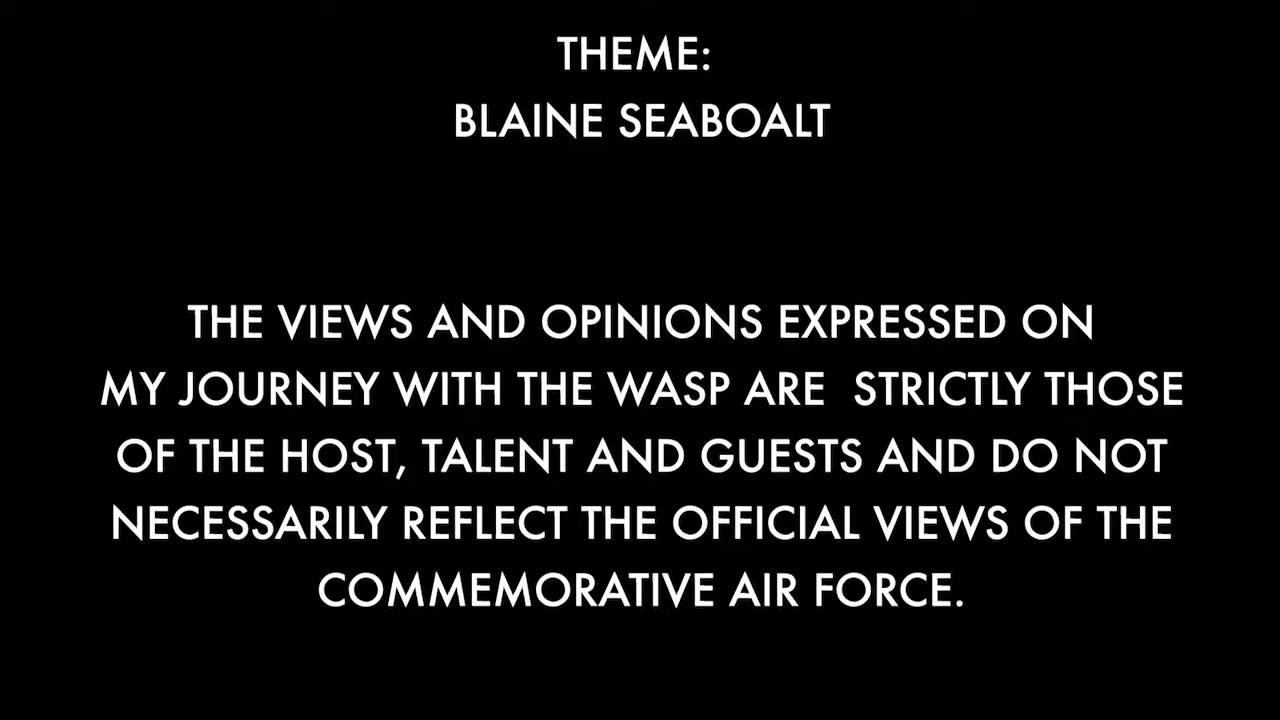 THEME:
BLAINE SEABOALT
THE VIEWS AND OPINIONS EXPRESSED ON
MY JOURNEY WITH THE WASP ARE  STRICTLY THOSE
OF THE HOST, TALENT AND GUESTS AND DO NOT
NECESSARILY REFLECT THE OFFICIAL VIEWS OF THE
COMMEMORATIVE AIR FORCE.